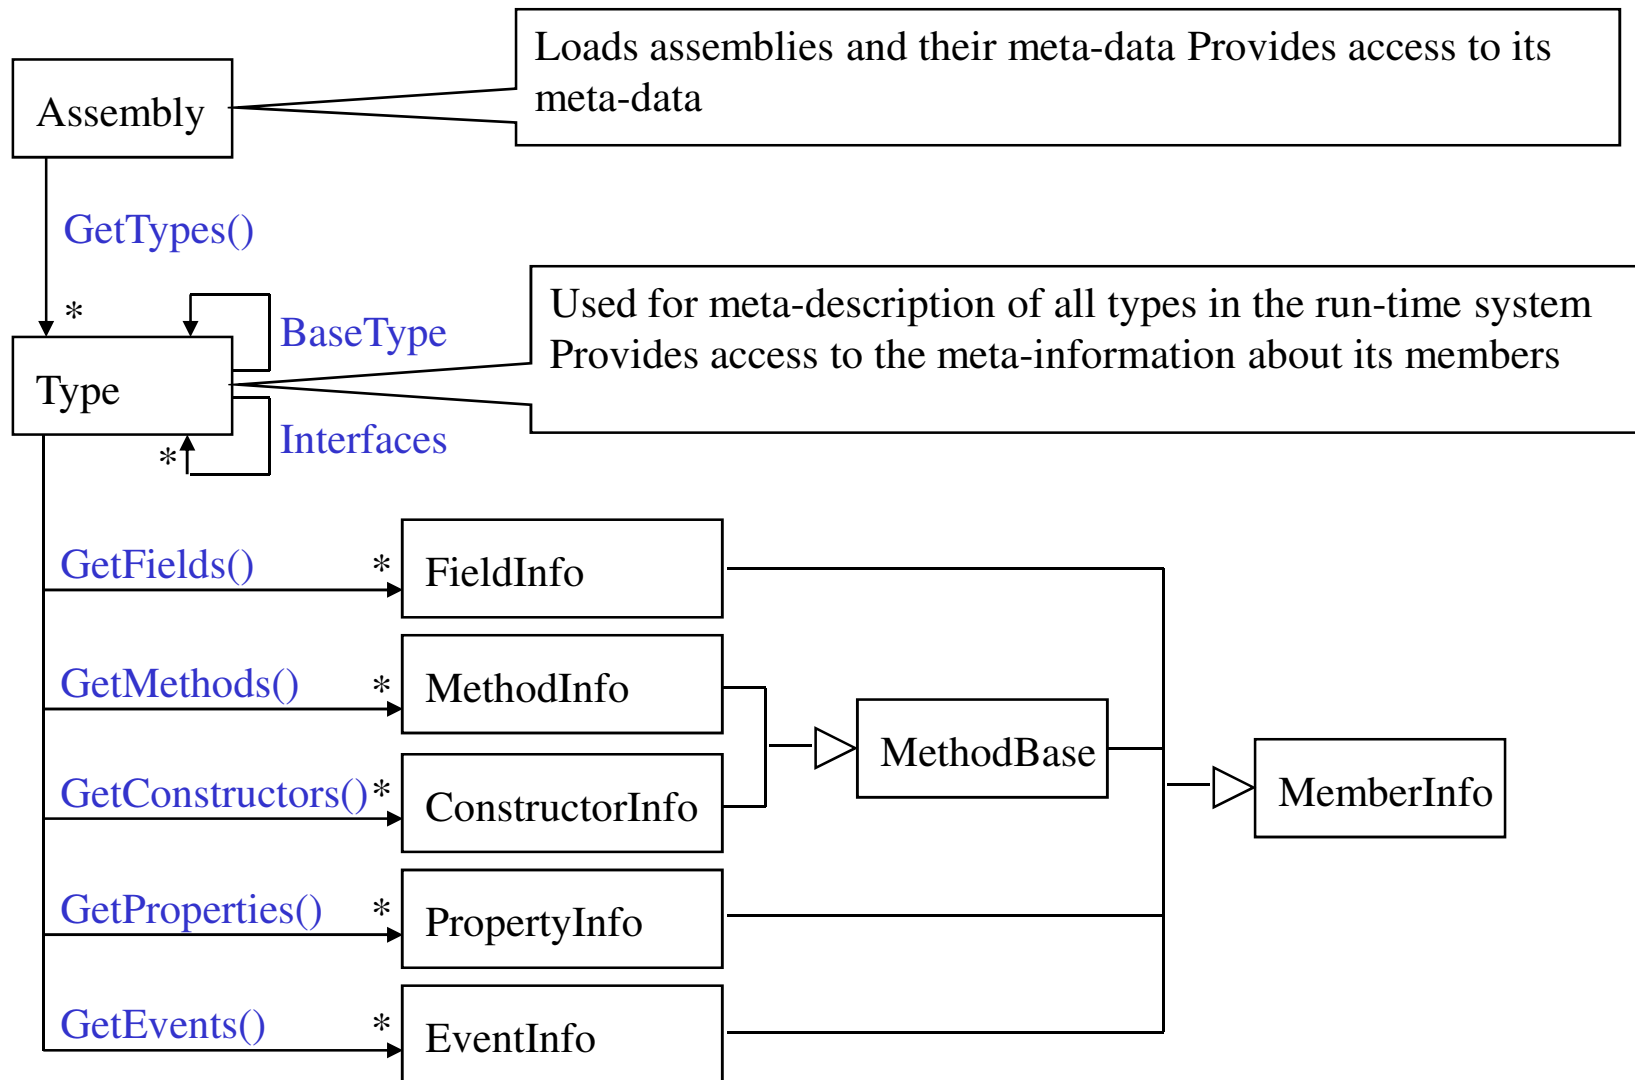 Loads assemblies and their meta-data Provides access to its
meta-data
Assembly
GetTypes()
*
BaseType
Used for meta-description of all types in the run-time system
Provides access to the meta-information about its members
Type
Interfaces
*
GetFields()
*
FieldInfo
GetMethods()
*
MethodInfo
MethodBase
MemberInfo
GetConstructors()
*
ConstructorInfo
GetProperties()
*
PropertyInfo
GetEvents()
*
EventInfo